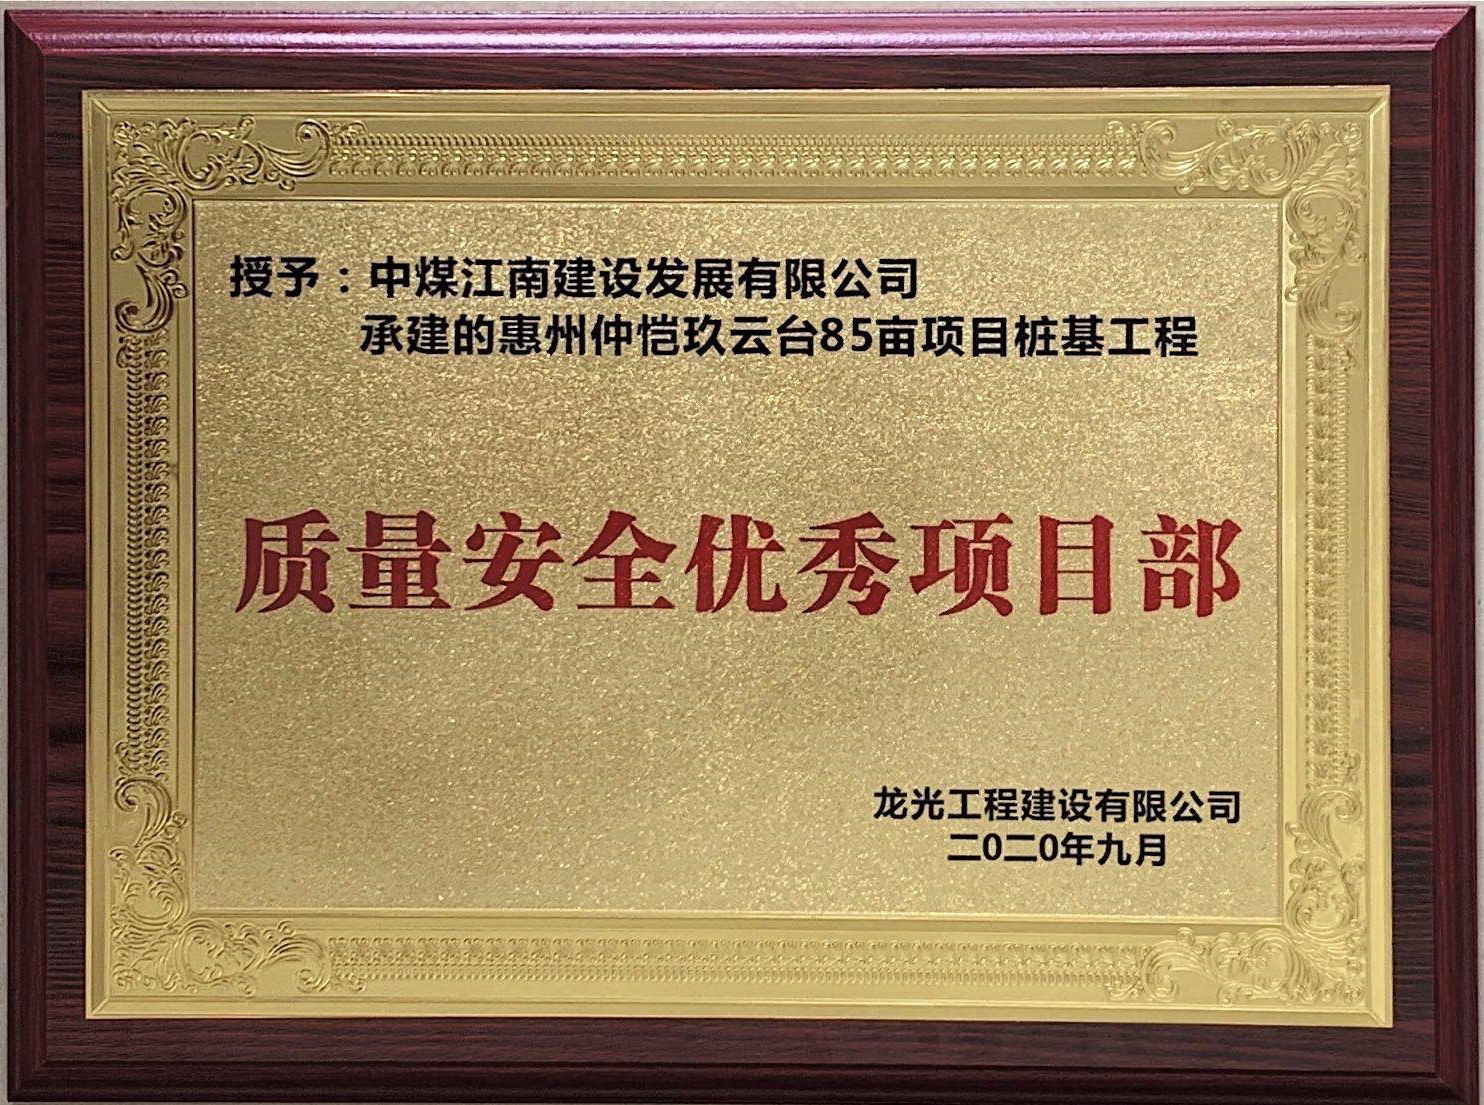 授予：中煤江南建设发展有限公司
承建的惠州仲恺玖云台85亩项目桩基工程
质量安全优秀项目部
龙光工程建设有限公司
二0二0年九月